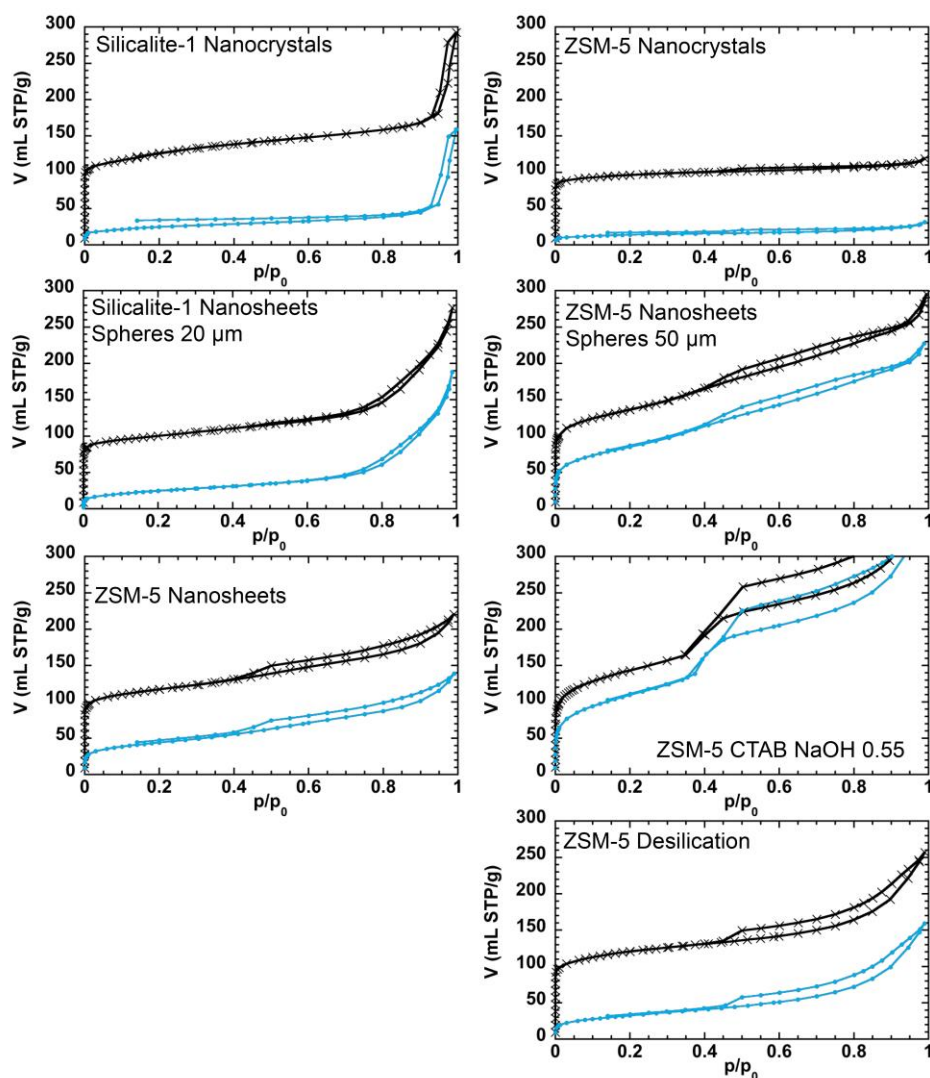 Silicalite-1 Nanocrystals
300
250
200
150
100
50
0
V (mL STP/g)
0 0.2 0.4 0.6 0.8 1
p/p0
ZSM-5 Nanocrystals
300
250
200
150
100
50
0
V (mL STP/g)
0 0.2 0.4 0.6 0.8 1
p/p0
Silicalite-1 Nanosheets
Spheres 20 µm
300
250
200
150
100
50
0
V (mL STP/g)
0 0.2 0.4 0.6 0.8 1
p/p0
ZSM-5 Nanosheets
Spheres 50 µm
300
250
200
150
100
50
0
V (mL STP/g)
0 0.2 0.4 0.6 0.8 1
p/p0
ZSM-5 Nanosheets
300
250
200
150
100
50
0
V (mL STP/g)
0 0.2 0.4 0.6 0.8 1
p/p0
300
250
200
150
100
50
0
V (mL STP/g)
ZSM-5 CTAB NaOH 0.55
0 0.2 0.4 0.6 0.8 1
p/p0
ZSM-5 Desilication
300
250
200
150
100
50
0
V (mL STP/g)
0 0.2 0.4 0.6 0.8 1
p/p0